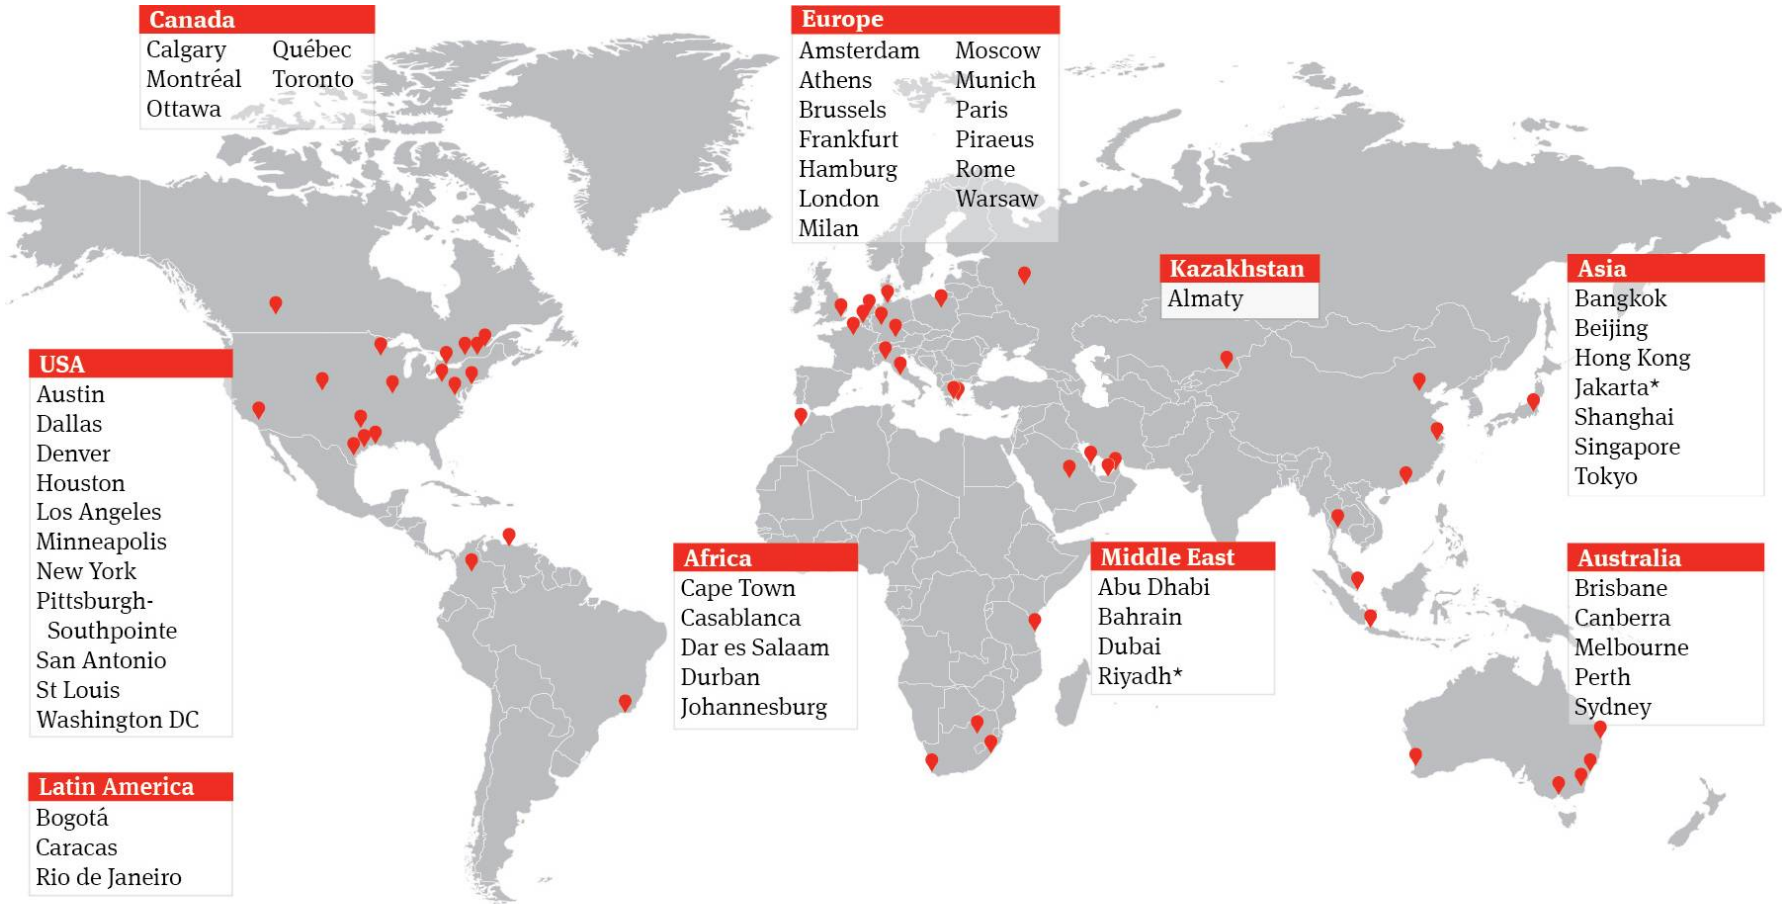 Canada
Calgary Québec
Montréal Toronto
Ottawa
Europe
Amsterdam Moscow
Athens Munich
Brussels Paris
Frankfurt Piraeus
Hamburg Rome
London Warsaw
Milan
Kazakhstan
Almaty
Asia
Bangkok
Beijing
Hong Kong
Jakarta*
Shanghai
Singapore
Tokyo
USA
Austin
Dallas
Denver
Houston
Los Angeles
Minneapolis
New York
Pittsburgh-
Southpointe
San Antonio
St Louis
Washington DC
Africa
Cape Town
Casablanca
Dar es Salaam
Durban
Johannesburg
Middle East
Abu Dhabi
Bahrain
Dubai
Riyadh*
Australia
Brisbane
Canberra
Melbourne
Perth
Sydney
Latin America
Bogotá
Caracas
Rio de Janeiro